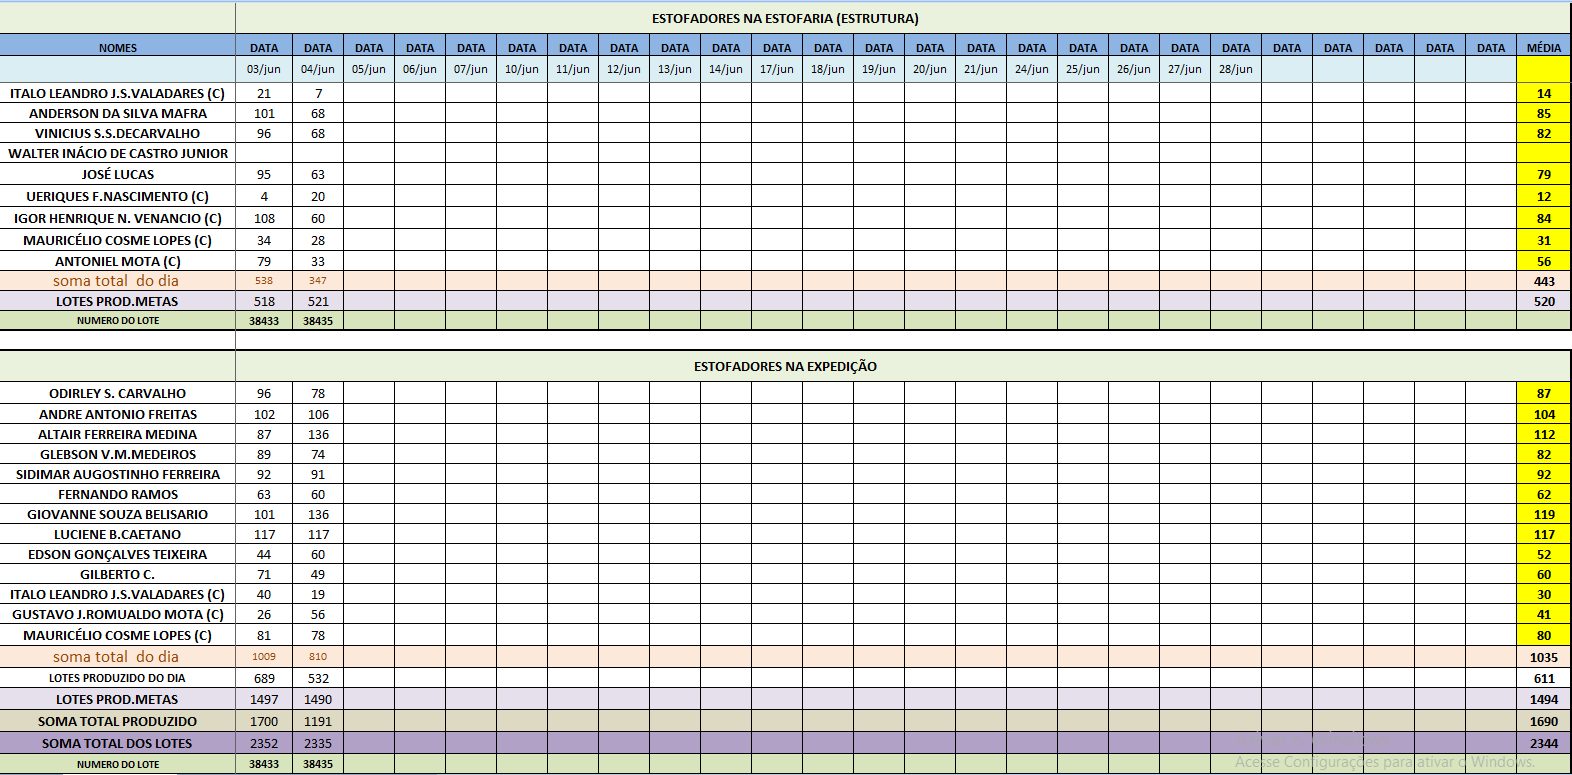 ESTOFADORES NA ESTOFARIA (ESTRUTURA)
NOMES DATA DATA DATA DATA DATA DATA DATA DATA DATA DATA DATA DATA DATA DATA DATA DATA DATA DATA DATA DATA DATA DATA DATA DATA DATA MÉDIA
03/jun 04/jun 05/jun 06/jun 07/jun 10/jun 11/jun 12/jun 13/jun 14/jun 17/jun 18/jun 19/jun 20/jun 21/jun 24/jun 25/jun 26/jun 27/jun 28/jun
ITALO LEANDRO J.S.VALADARES (C) 21 7 14
ANDERSON DA SILVA MAFRA 101 68 85
VINICIUS S.S.DECARVALHO 96 68 82
WALTER INÁCIO DE CASTRO JUNIOR
JOSÉ LUCAS 95 63 79
UERIQUES F.NASCIMENTO (C) 4 20 12
IGOR HENRIQUE N. VENANCIO (C) 108 60 84
MAURICÉLIO COSME LOPES (C) 34 28 31
ANTONIEL MOTA (C) 79 33 56
soma total do dia 538 347 443
LOTES PROD.METAS 518 521 520
NUMERO DO LOTE 38433 38435
ESTOFADORES NA EXPEDIÇÃO
ODIRLEY S. CARVALHO 96 78 87
ANDRE ANTONIO FREITAS 102 106 104
ALTAIR FERREIRA MEDINA 87 136 112
GLEBSON V.M.MEDEIROS 89 74 82
SIDIMAR AUGOSTINHO FERREIRA 92 91 92
FERNANDO RAMOS 63 60 62
GIOVANNE SOUZA BELISARIO 101 136 119
LUCIENE B.CAETANO 117 117 117
EDSON GONÇALVES TEIXEIRA 44 60 52
GILBERTO C. 71 49 60
ITALO LEANDRO J.S.VALADARES (C) 40 19 30
GUSTAVO J.ROMUALDO MOTA (C) 26 56 41
MAURICÉLIO COSME LOPES (C) 81 78 80
soma total do dia 1009 810 1035
LOTES PRODUZIDO DO DIA 689 532 611
LOTES PROD.METAS 1497 1490 1494
SOMA TOTAL PRODUZIDO 1700 1191 1690
SOMA TOTAL DOS LOTES 2352 2335 2344
NUMERO DO LOTE 38433 38435
Acesse Configurações para ativar o Windows.